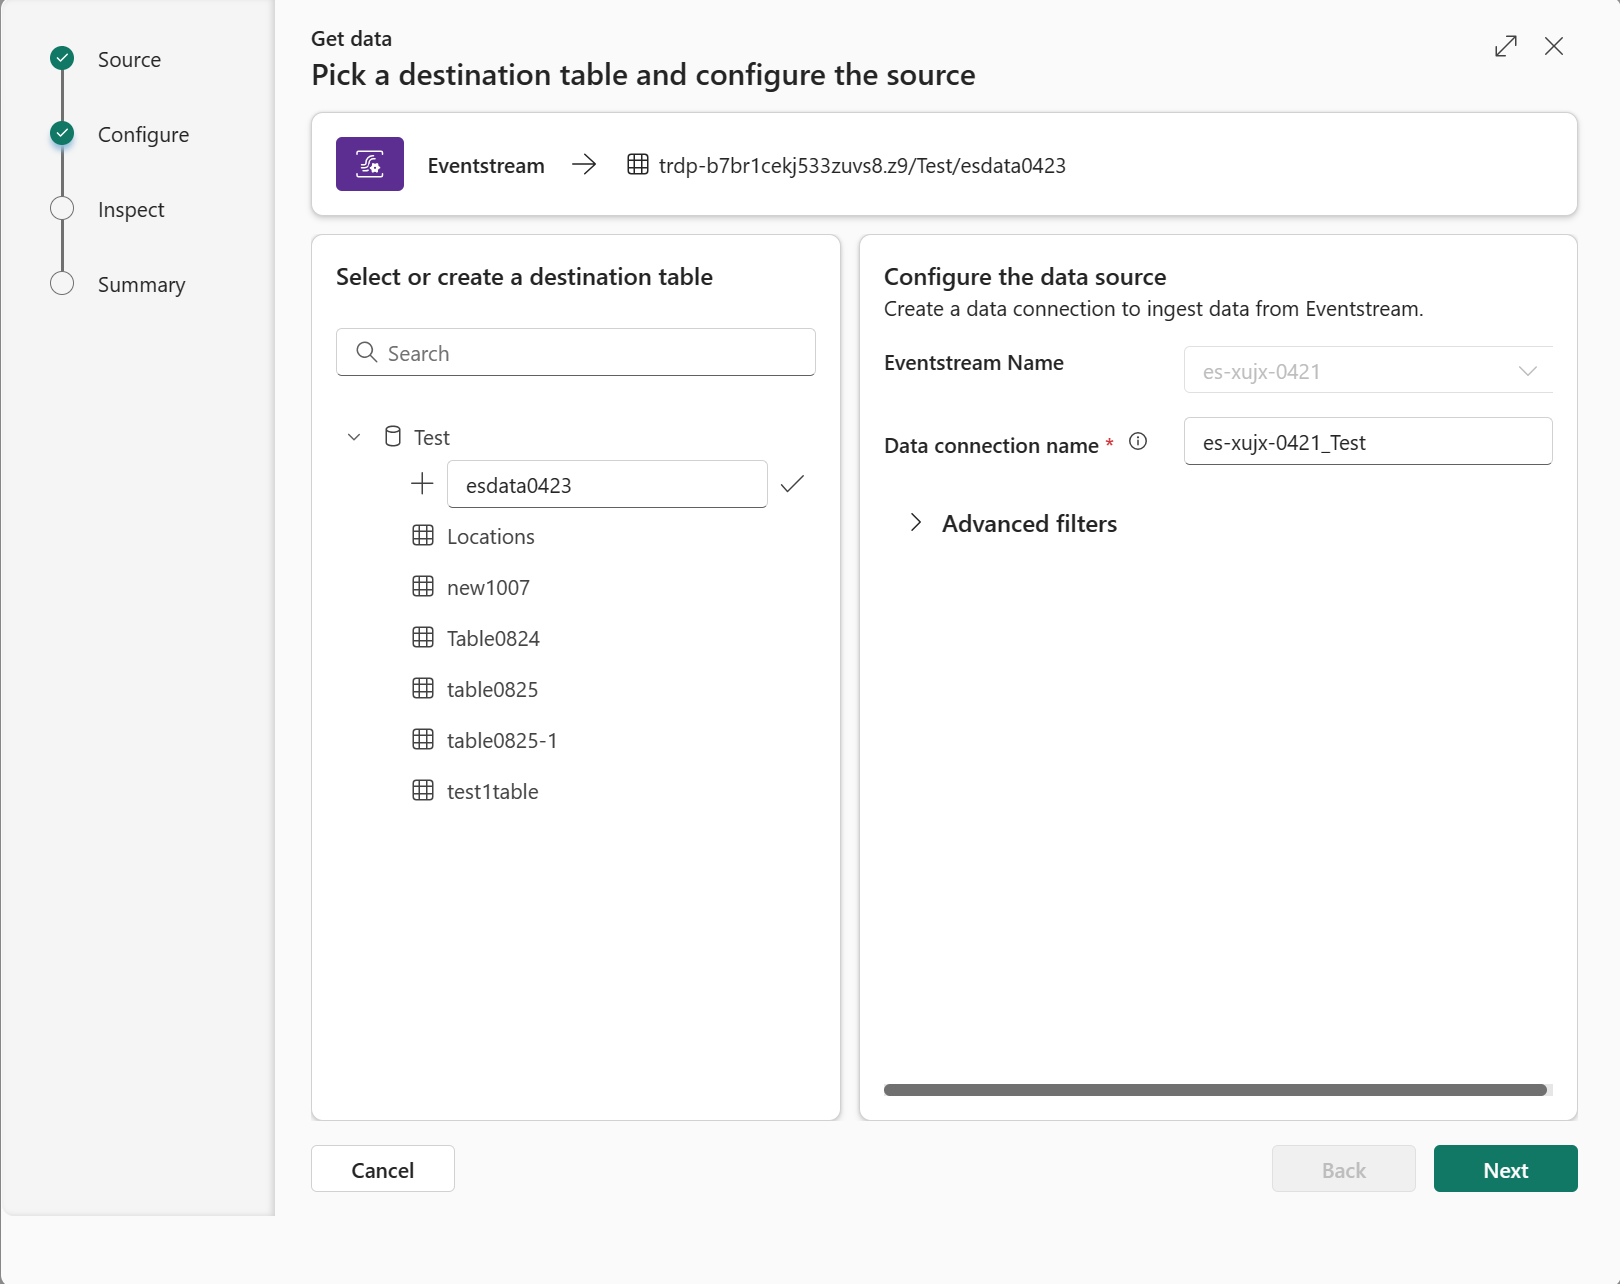 Source
Configure
Inspect
Summary
Get data
Pick a destination table and configure the source
Eventstream
trdp-b7br1cekj533zuvs8.z9/Test/esdata0423
Select or create a destination table
Search
Test
esdata0423
Locations
new1007
Table0824
table0825
table0825-1
test1table
Configure the data source
Create a data connection to ingest data from Eventstream.
Eventstream Name
es-xujx-0421
Data connection name *
es-xujx-0421_Test
Advanced filters
Cancel
Back
Next